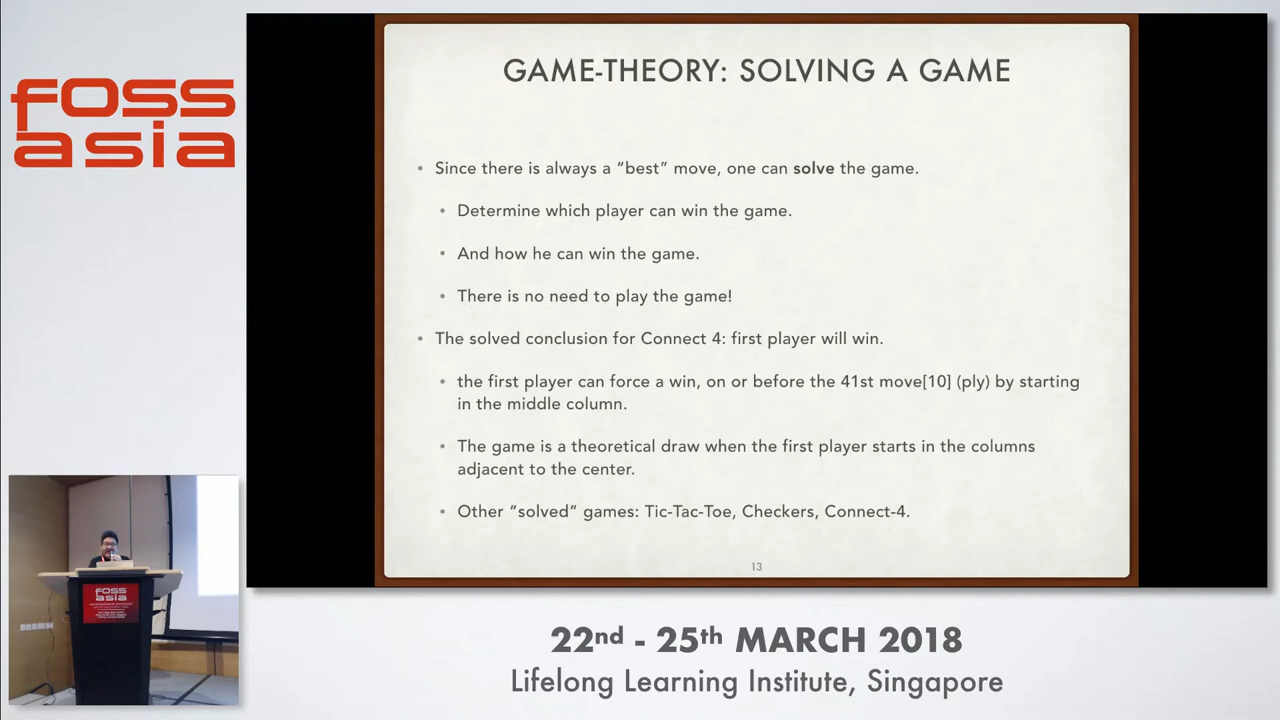 foss
asia
GAME-THEORY: SOLVING A GAME
• Since there is always a “best” move, one can solve the game.
• Determine which player can win the game.
• And how he can win the game.
• There is no need to play the game!
• The solved conclusion for Connect 4: first player will win.
• the first player can force a win, on or before the 41st move[10] (ply) by starting
in the middle column.
• The game is a theoretical draw when the first player starts in the columns
adjacent to the center.
• Other “solved” games: Tic-Tac-Toe, Checkers, Connect-4.
13
foss
asia
22nd - 25th MARCH 2018
Lifelong Learning Institute, Singapore